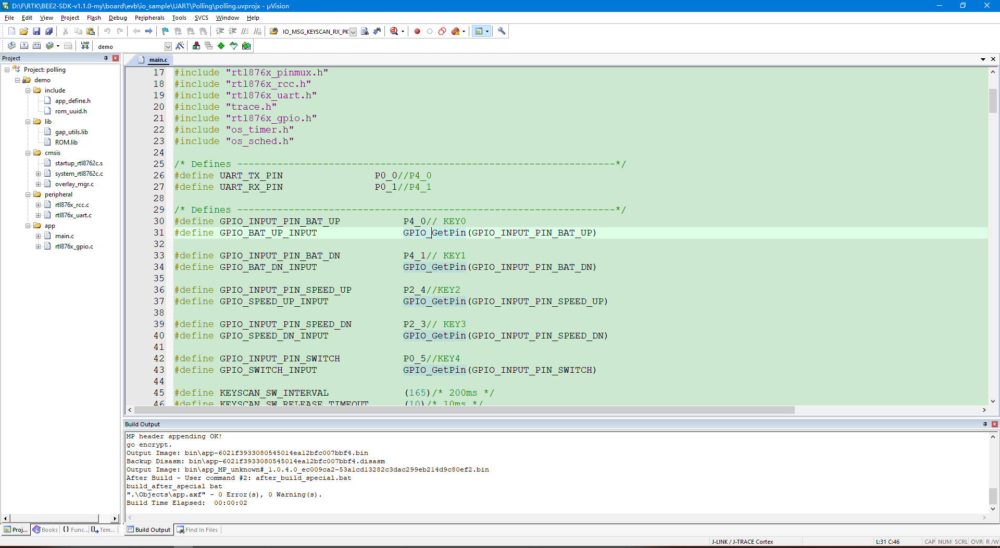 D:\F\RTK\BEE2-SDK-v1.1.0-my\board\evb\io_sample\UART\Polling\polling.uvprojx - µVision
File Edit View Project Flash Debug Peripherals Tools SVCS Window Help
IO_MSG_KEYSCAN_RX_PK
LOAD
demo
Project
Project: polling
demo
include
app_define.h
rom_uuid.h
lib
gap_utils.lib
ROM.lib
cmsis
startup_rtl8762c.s
system_rtl8762c.c
overlay_mgr.c
peripheral
rtl876x_rcc.c
rtl876x_uart.c
app
main.c
rtl876x_gpio.c
main.c
17 #include "rtl876x_pinmux.h"
18 #include "rtl876x_rcc.h"
19 #include "rtl876x_uart.h"
20 #include "trace.h"
21 #include "rtl876x_gpio.h"
22 #include "os_timer.h"
23 #include "os_sched.h"
24
25 /* Defines ------------------------------------------------------------------*/
26 #define UART_TX_PIN P0_0//P4_0
27 #define UART_RX_PIN P0_1//P4_1
28
29 /* Defines ------------------------------------------------------------------*/
30 #define GPIO_INPUT_PIN_BAT_UP P4_0// KEY0
31 #define GPIO_BAT_UP_INPUT GPIO_GetPin(GPIO_INPUT_PIN_BAT_UP)
32
33 #define GPIO_INPUT_PIN_BAT_DN P4_1// KEY1
34 #define GPIO_BAT_DN_INPUT GPIO_GetPin(GPIO_INPUT_PIN_BAT_DN)
35
36 #define GPIO_INPUT_PIN_SPEED_UP P2_4//KEY2
37 #define GPIO_SPEED_UP_INPUT GPIO_GetPin(GPIO_INPUT_PIN_SPEED_UP)
38
39 #define GPIO_INPUT_PIN_SPEED_DN P2_3// KEY3
40 #define GPIO_SPEED_DN_INPUT GPIO_GetPin(GPIO_INPUT_PIN_SPEED_DN)
41
42 #define GPIO_INPUT_PIN_SWITCH P0_5//KEY4
43 #define GPIO_SWITCH_INPUT GPIO_GetPin(GPIO_INPUT_PIN_SWITCH)
44
45 #define KEYSCAN_SW_INTERVAL (165)/* 200ms */
46 #define KEYSCAN_SW_RELEASE_TIMEOUT (10)/* 10ms */
Build Output
MP header appending OK!
go encrypt.
Output Image: bin\app-6021f3933080545014ea12bfc007bbf4.bin
Backup Disasm: bin\app-6021f3933080545014ea12bfc007bbf4.disasm
Output Image: bin\app_MP_unknown#_1.0.4.0_ec009ca2-53a1cd13282c3dac299eb214d9c80ef2.bin
After Build - User command #2: after_build_special.bat
build_after_special bat
".\Objects\app.axf" - 0 Error(s), 0 Warning(s).
Build Time Elapsed:  00:00:02
Proj... Books {} Func... Tem...
Build Output Find In Files
J-LINK / J-TRACE Cortex L:31 C:46 CAP NUM SCRL OVR R/W